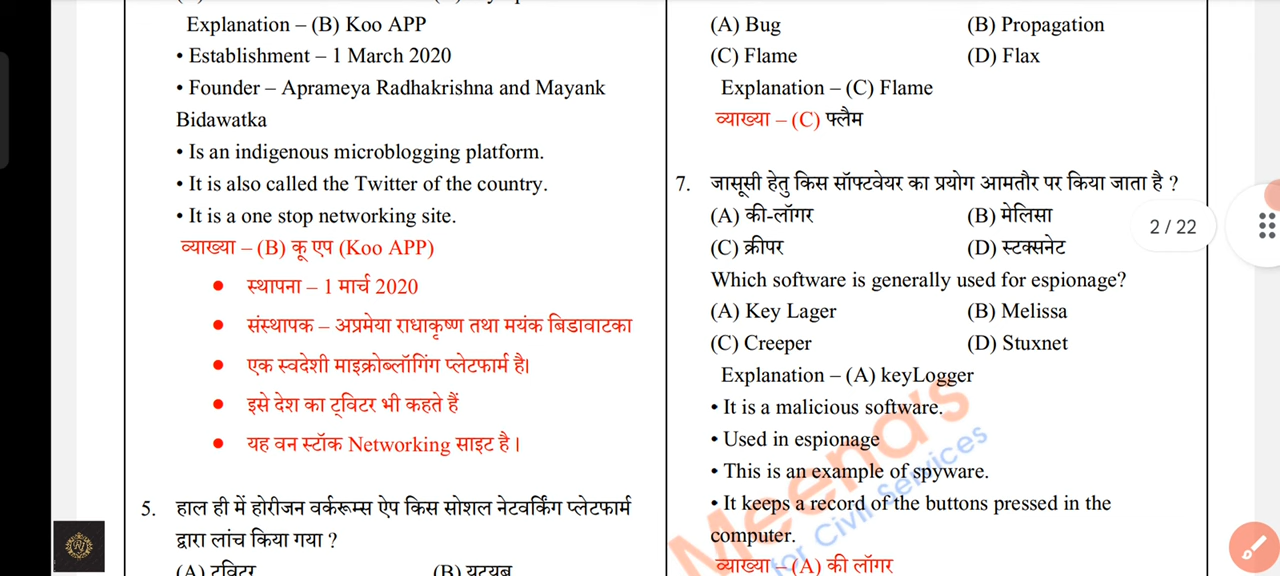 Explanation – (B) Koo APP
• Establishment – 1 March 2020
• Founder – Aprameya Radhakrishna and Mayank
Bidawatka
• Is an indigenous microblogging platform.
• It is also called the Twitter of the country.
• It is a one stop networking site.
व्याख्या – (B) कू एप (Koo APP)
● स्थापना – 1 मार्च 2020
● संस्थापक – अप्रमेया राधाकृष्ण तथा मयंक बिडावाटका
● एक स्वदेशी माइक्रोब्लॉगिंग प्लेटफार्म है।
● इसे देश का ट्विटर भी कहते हैं
● यह वन स्टॉक Networking साइट है ।
5. हाल ही में होरीजन वर्करूम्स ऐप किस सोशल नेटवर्किंग प्लेटफार्म
द्वारा लांच किया गया ?
(A) ट्विटर (B) यूट्यूब
(A) Bug (B) Propagation
(C) Flame (D) Flax
Explanation – (C) Flame
व्याख्या – (C) फ्लैम
7. जासूसी हेतु किस सॉफ्टवेयर का प्रयोग आमतौर पर किया जाता है ?
(A) की-लॉगर (B) मेलिसा
(C) क्रीपर (D) स्टक्सनेट
Which software is generally used for espionage?
(A) Key Lager (B) Melissa
(C) Creeper (D) Stuxnet
Explanation – (A) keyLogger
• It is a malicious software.
• Used in espionage
• This is an example of spyware.
• It keeps a record of the buttons pressed in the
computer.
व्याख्या – (A) की लॉगर
Meena's
for Civil Services
2 / 22